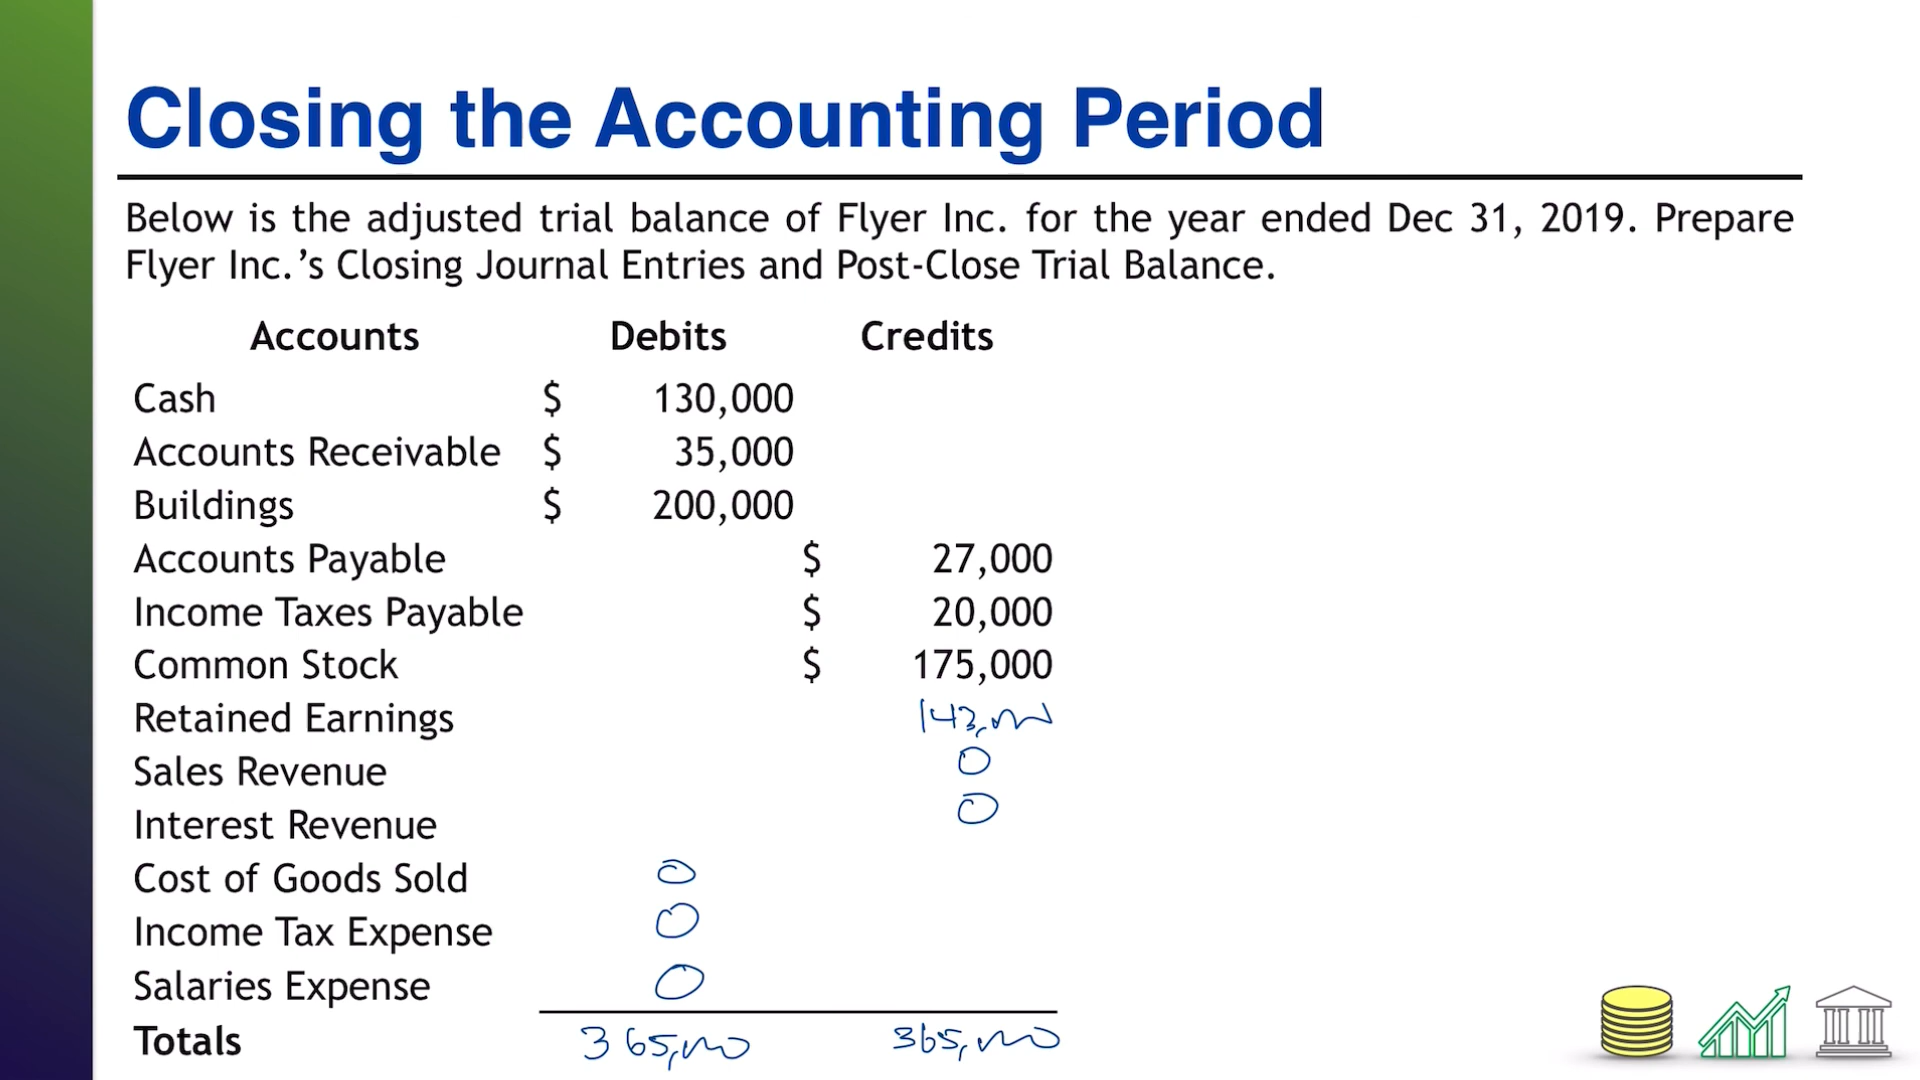 Closing the Accounting Period
Below is the adjusted trial balance of Flyer Inc. for the year ended Dec 31, 2019. Prepare
Flyer Inc.’s Closing Journal Entries and Post-Close Trial Balance.
Accounts Debits Credits
Cash $ 130,000
Accounts Receivable $ 35,000
Buildings $ 200,000
Accounts Payable $ 27,000
Income Taxes Payable $ 20,000
Common Stock $ 175,000
Retained Earnings 143,000
Sales Revenue 0
Interest Revenue 0
Cost of Goods Sold 0
Income Tax Expense 0
Salaries Expense 0
Totals 365,000 365,000